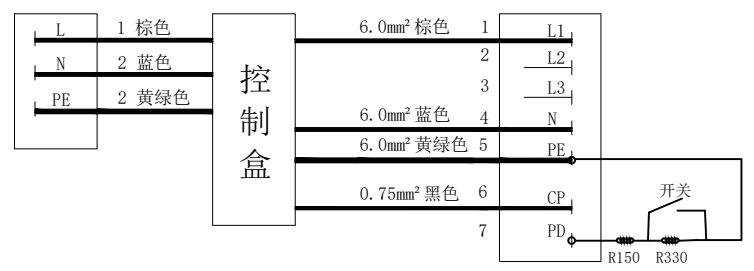 L 1 棕色
N 2 蓝色
PE 2 黄绿色
控制盒
6.0mm² 棕色 1 L1
2 L2
3 L3
6.0mm² 蓝色 4 N
6.0mm² 黄绿色 5 PE
0.75mm² 黑色 6 CP
7 PD
开关
R150 R330